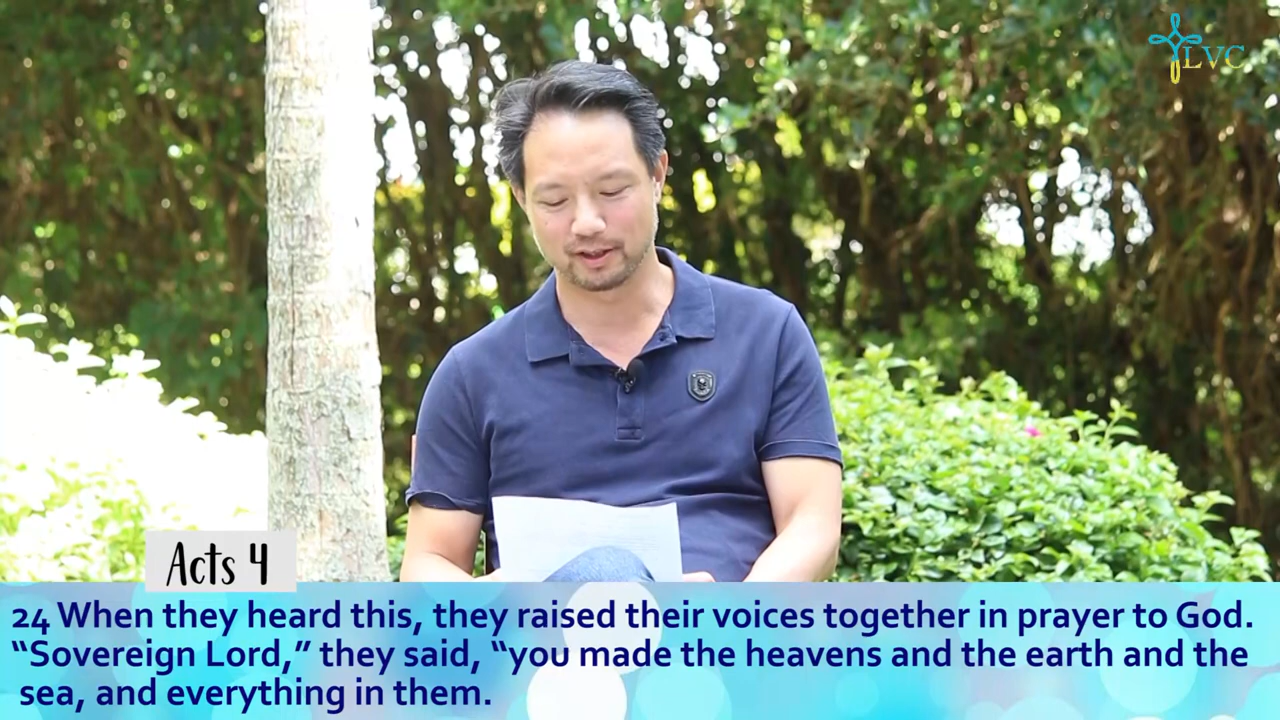 LVC
Acts 4
24 When they heard this, they raised their voices together in prayer to God.
“Sovereign Lord,” they said, “you made the heavens and the earth and the
sea, and everything in them.